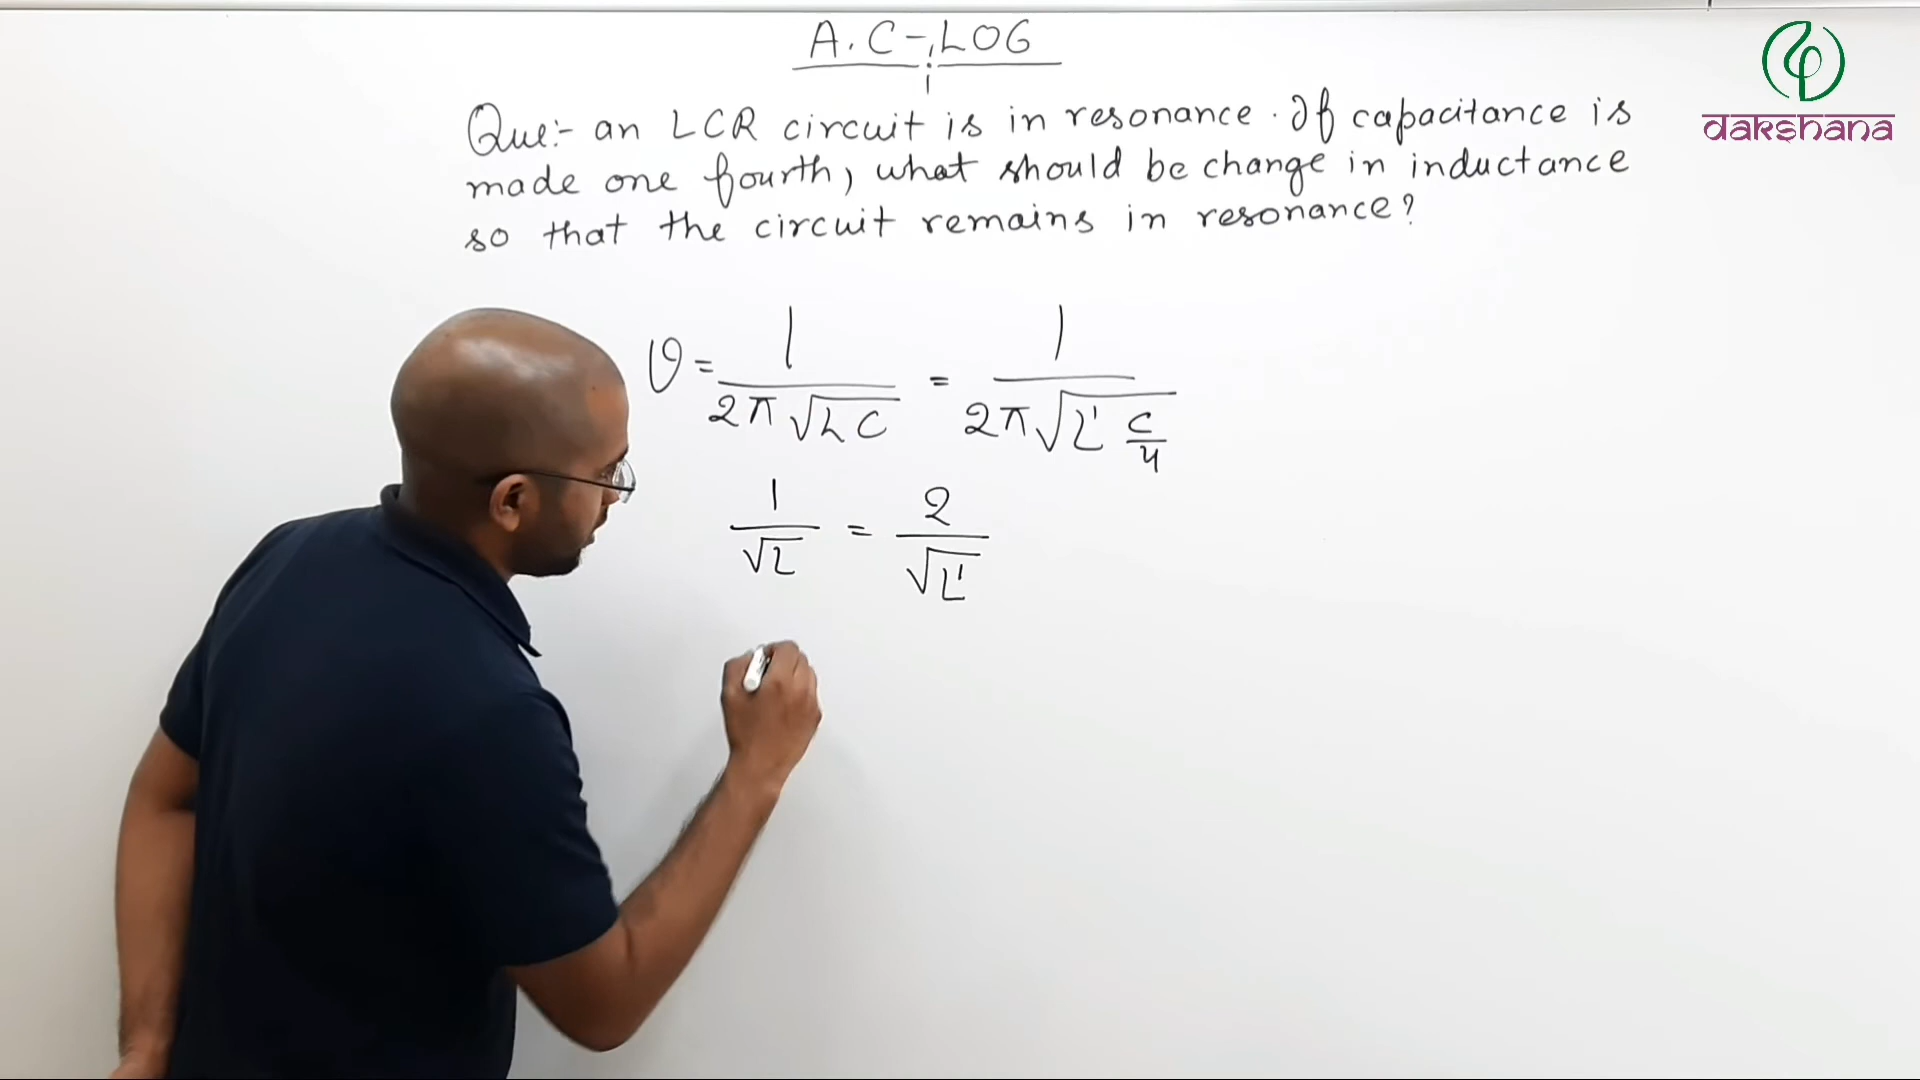 A.C-LOG
Que:- an LCR circuit is in resonance. If capacitance is
made one fourth, what should be change in inductance
so that the circuit remains in resonance?
ν = 1/(2π√(LC)) = 1/(2π√(L' C/4))
1/√L = 2/√L'
dakshana